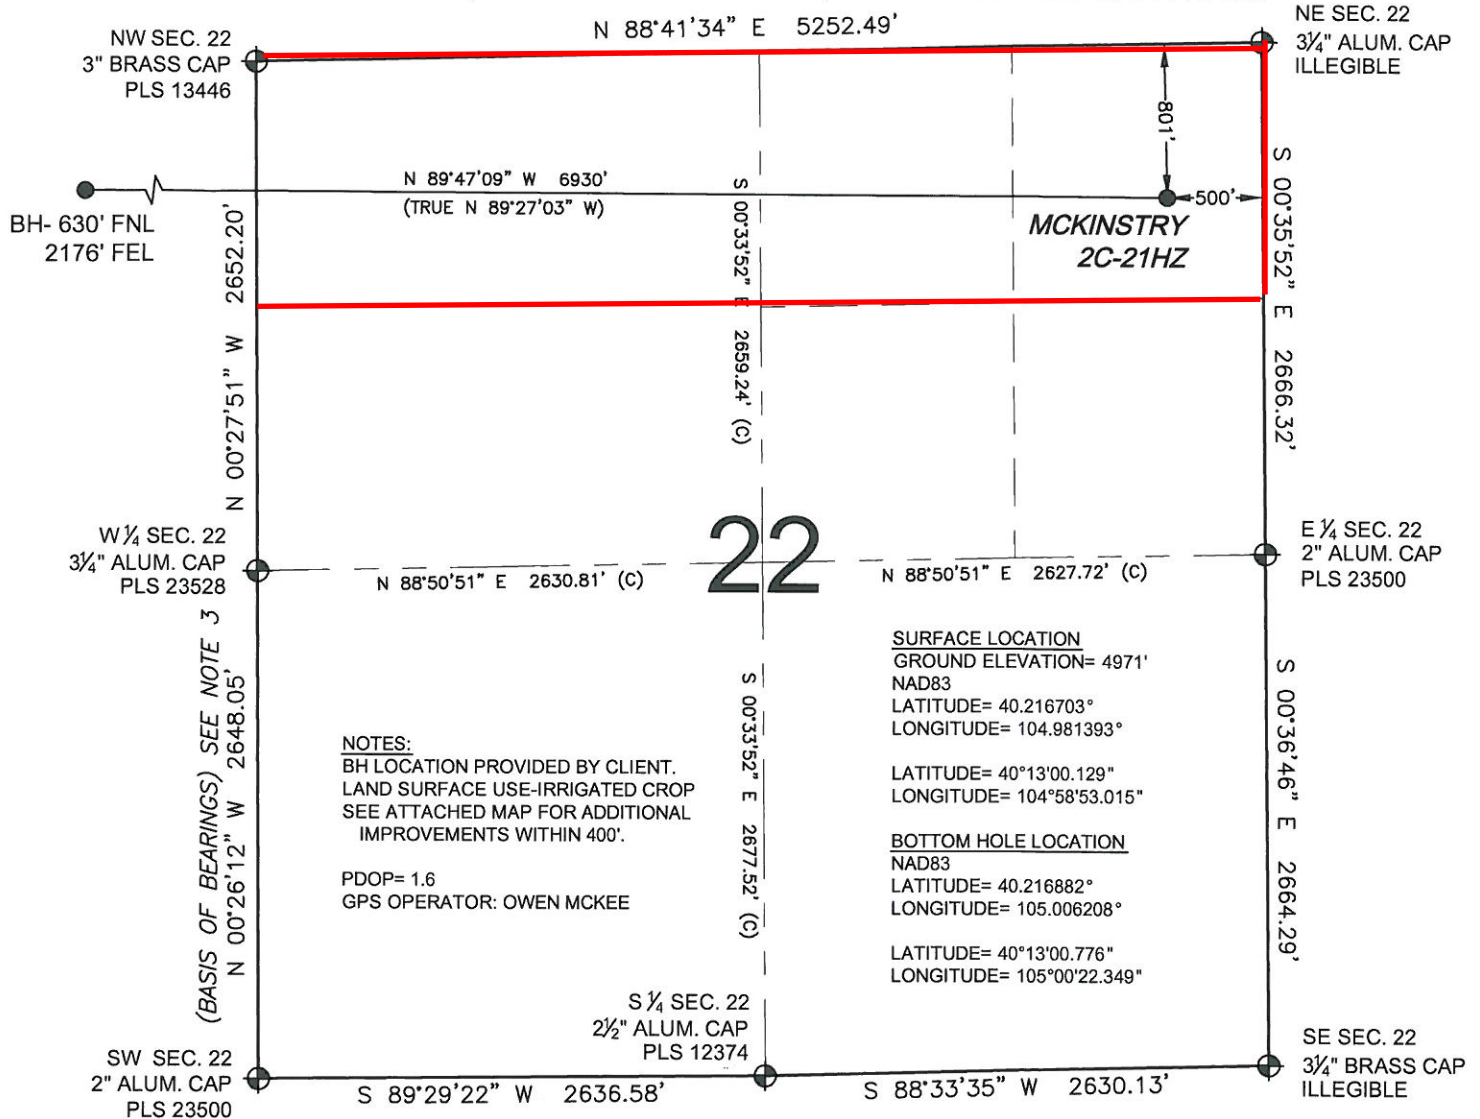 N 88°41'34" E 5252.49'
NW SEC. 22
3" BRASS CAP
PLS 13446
NE SEC. 22
3¼" ALUM. CAP
ILLEGIBLE
801'
N 89°47'09" W 6930'
(TRUE N 89°27'03" W)
500'
BH- 630' FNL
2176' FEL
MCKINSTRY
2C-21HZ
N 00°27'51" W 2652.20'
S 00°33'52" E 2659.24' (C)
S 00°35'52" E 2666.32'
W ¼ SEC. 22
3¼" ALUM. CAP
PLS 23528
22
N 88°50'51" E 2630.81' (C)
N 88°50'51" E 2627.72' (C)
E ¼ SEC. 22
2" ALUM. CAP
PLS 23500
(BASIS OF BEARINGS) SEE NOTE 3
N 00°26'12" W 2648.05'
NOTES:
BH LOCATION PROVIDED BY CLIENT.
LAND SURFACE USE-IRRIGATED CROP
SEE ATTACHED MAP FOR ADDITIONAL
IMPROVEMENTS WITHIN 400'.
PDOP= 1.6
GPS OPERATOR: OWEN MCKEE
S 00°33'52" E 2677.52' (C)
SURFACE LOCATION
GROUND ELEVATION= 4971'
NAD83
LATITUDE= 40.216703°
LONGITUDE= 104.981393°
LATITUDE= 40°13'00.129"
LONGITUDE= 104°58'53.015"
BOTTOM HOLE LOCATION
NAD83
LATITUDE= 40.216882°
LONGITUDE= 105.006208°
LATITUDE= 40°13'00.776"
LONGITUDE= 105°00'22.349"
S 00°36'46" E 2664.29'
S ¼ SEC. 22
2½" ALUM. CAP
PLS 12374
SW SEC. 22
2" ALUM. CAP
PLS 23500
S 89°29'22" W 2636.58'
S 88°33'35" W 2630.13'
SE SEC. 22
3¼" BRASS CAP
ILLEGIBLE